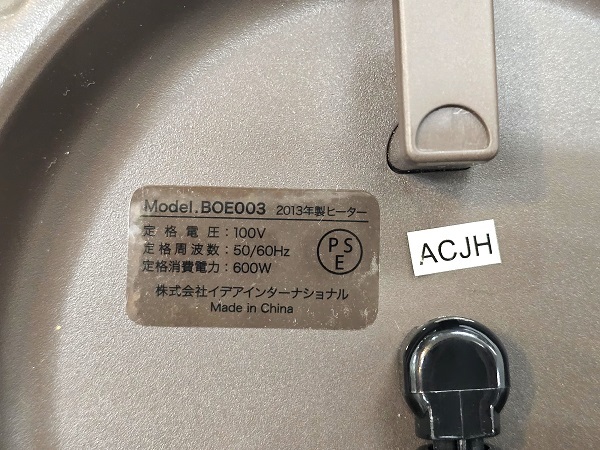 Model.BOE003 2013年製ヒーター
定格電圧：100V
定格周波数：50/60Hz
定格消費電力：600W
PS
E
株式会社イデアインターナショナル
Made in China
ACJH